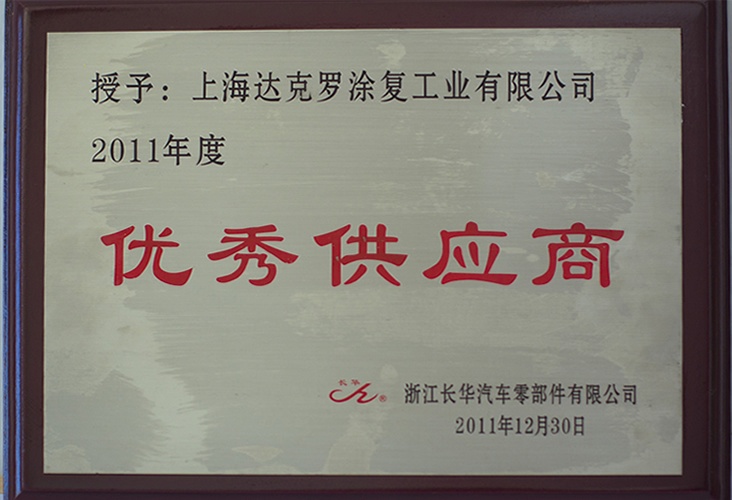 授予：上海达克罗涂复工业有限公司
2011年度
优秀供应商
长华
®
浙江长华汽车零部件有限公司
2011年12月30日